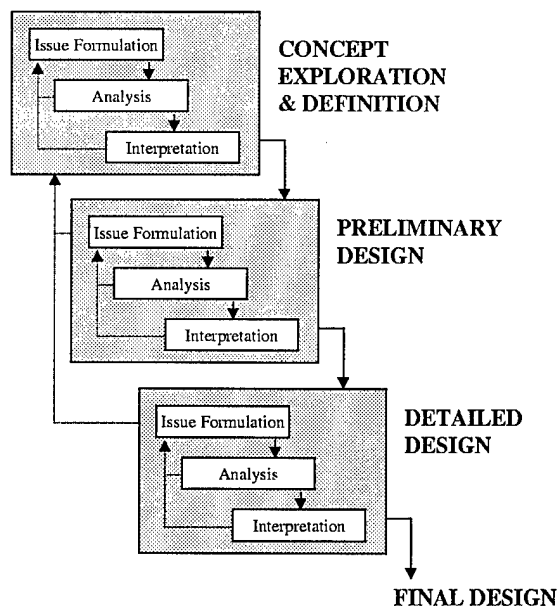 Issue Formulation
Analysis
Interpretation
CONCEPT
EXPLORATION
& DEFINITION
Issue Formulation
Analysis
Interpretation
PRELIMINARY
DESIGN
Issue Formulation
Analysis
Interpretation
DETAILED
DESIGN
FINAL DESIGN